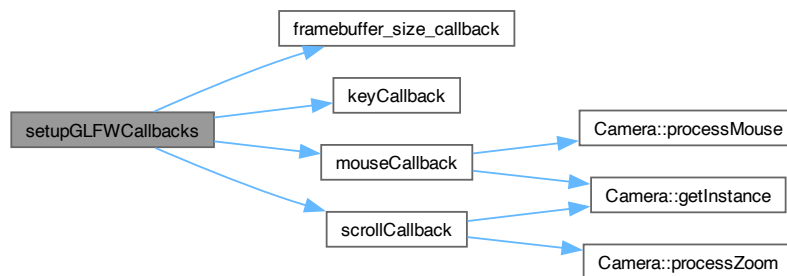 framebuffer_size_callback
keyCallback
setupGLFWCallbacks
Camera::processMouse
mouseCallback
Camera::getInstance
scrollCallback
Camera::processZoom